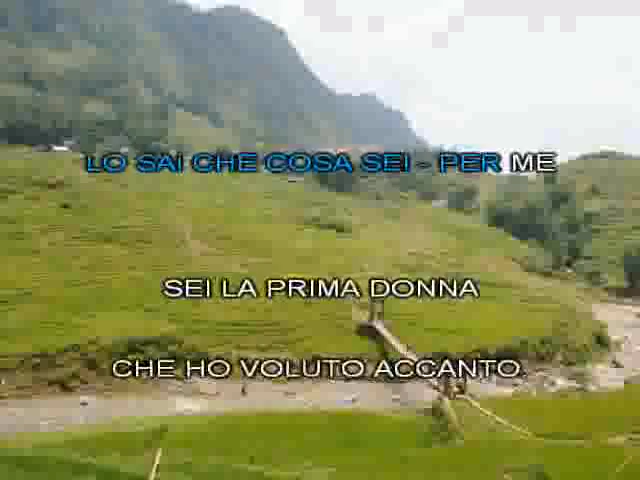 LO SAI CHE COSA SEI - PER ME
SEI LA PRIMA DONNA
CHE HO VOLUTO ACCANTO.